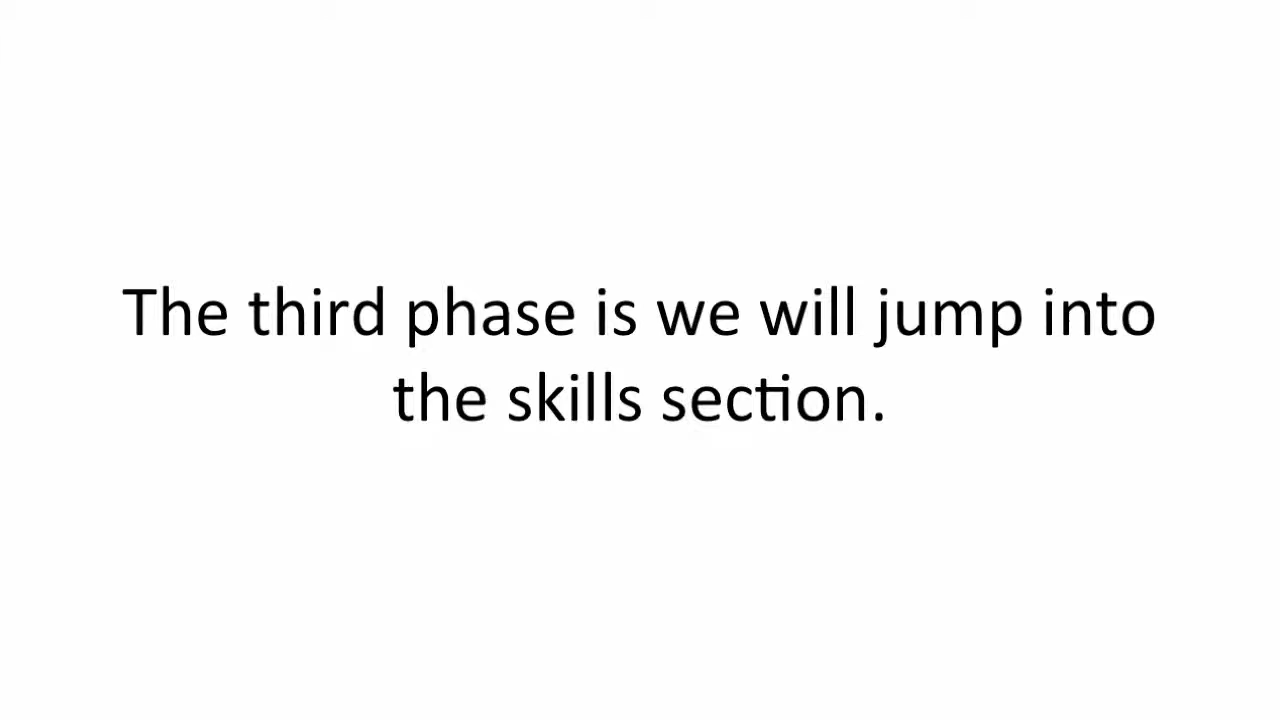 The third phase is we will jump into
the skills section.